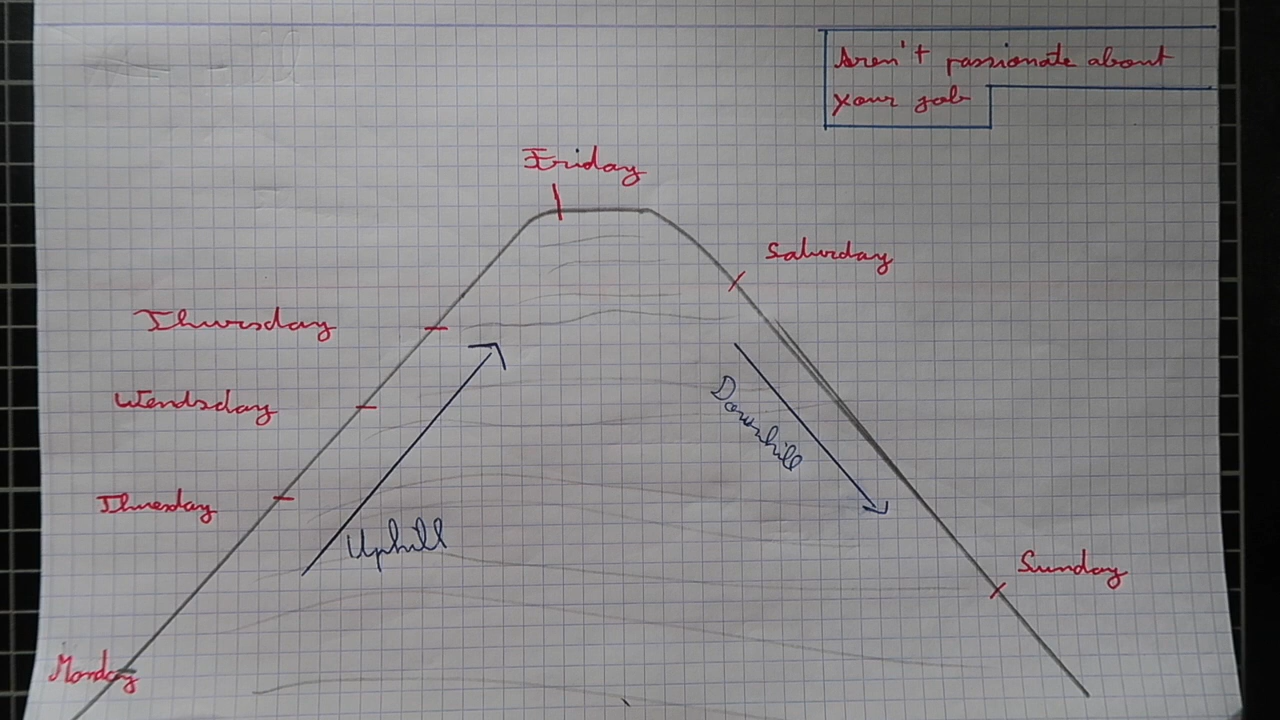 Aren't passionate about
your job
Friday
Saturday
Thursday
Wendsday
Downhill
Thuesday
Uphill
Sunday
Monday